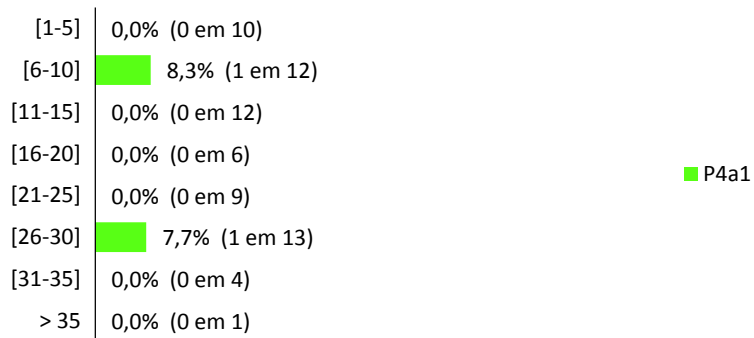 [1-5] 0,0% (0 em 10)
[6-10] 8,3% (1 em 12)
[11-15] 0,0% (0 em 12)
[16-20] 0,0% (0 em 6)
P4a1
[21-25] 0,0% (0 em 9)
[26-30] 7,7% (1 em 13)
[31-35] 0,0% (0 em 4)
> 35 0,0% (0 em 1)